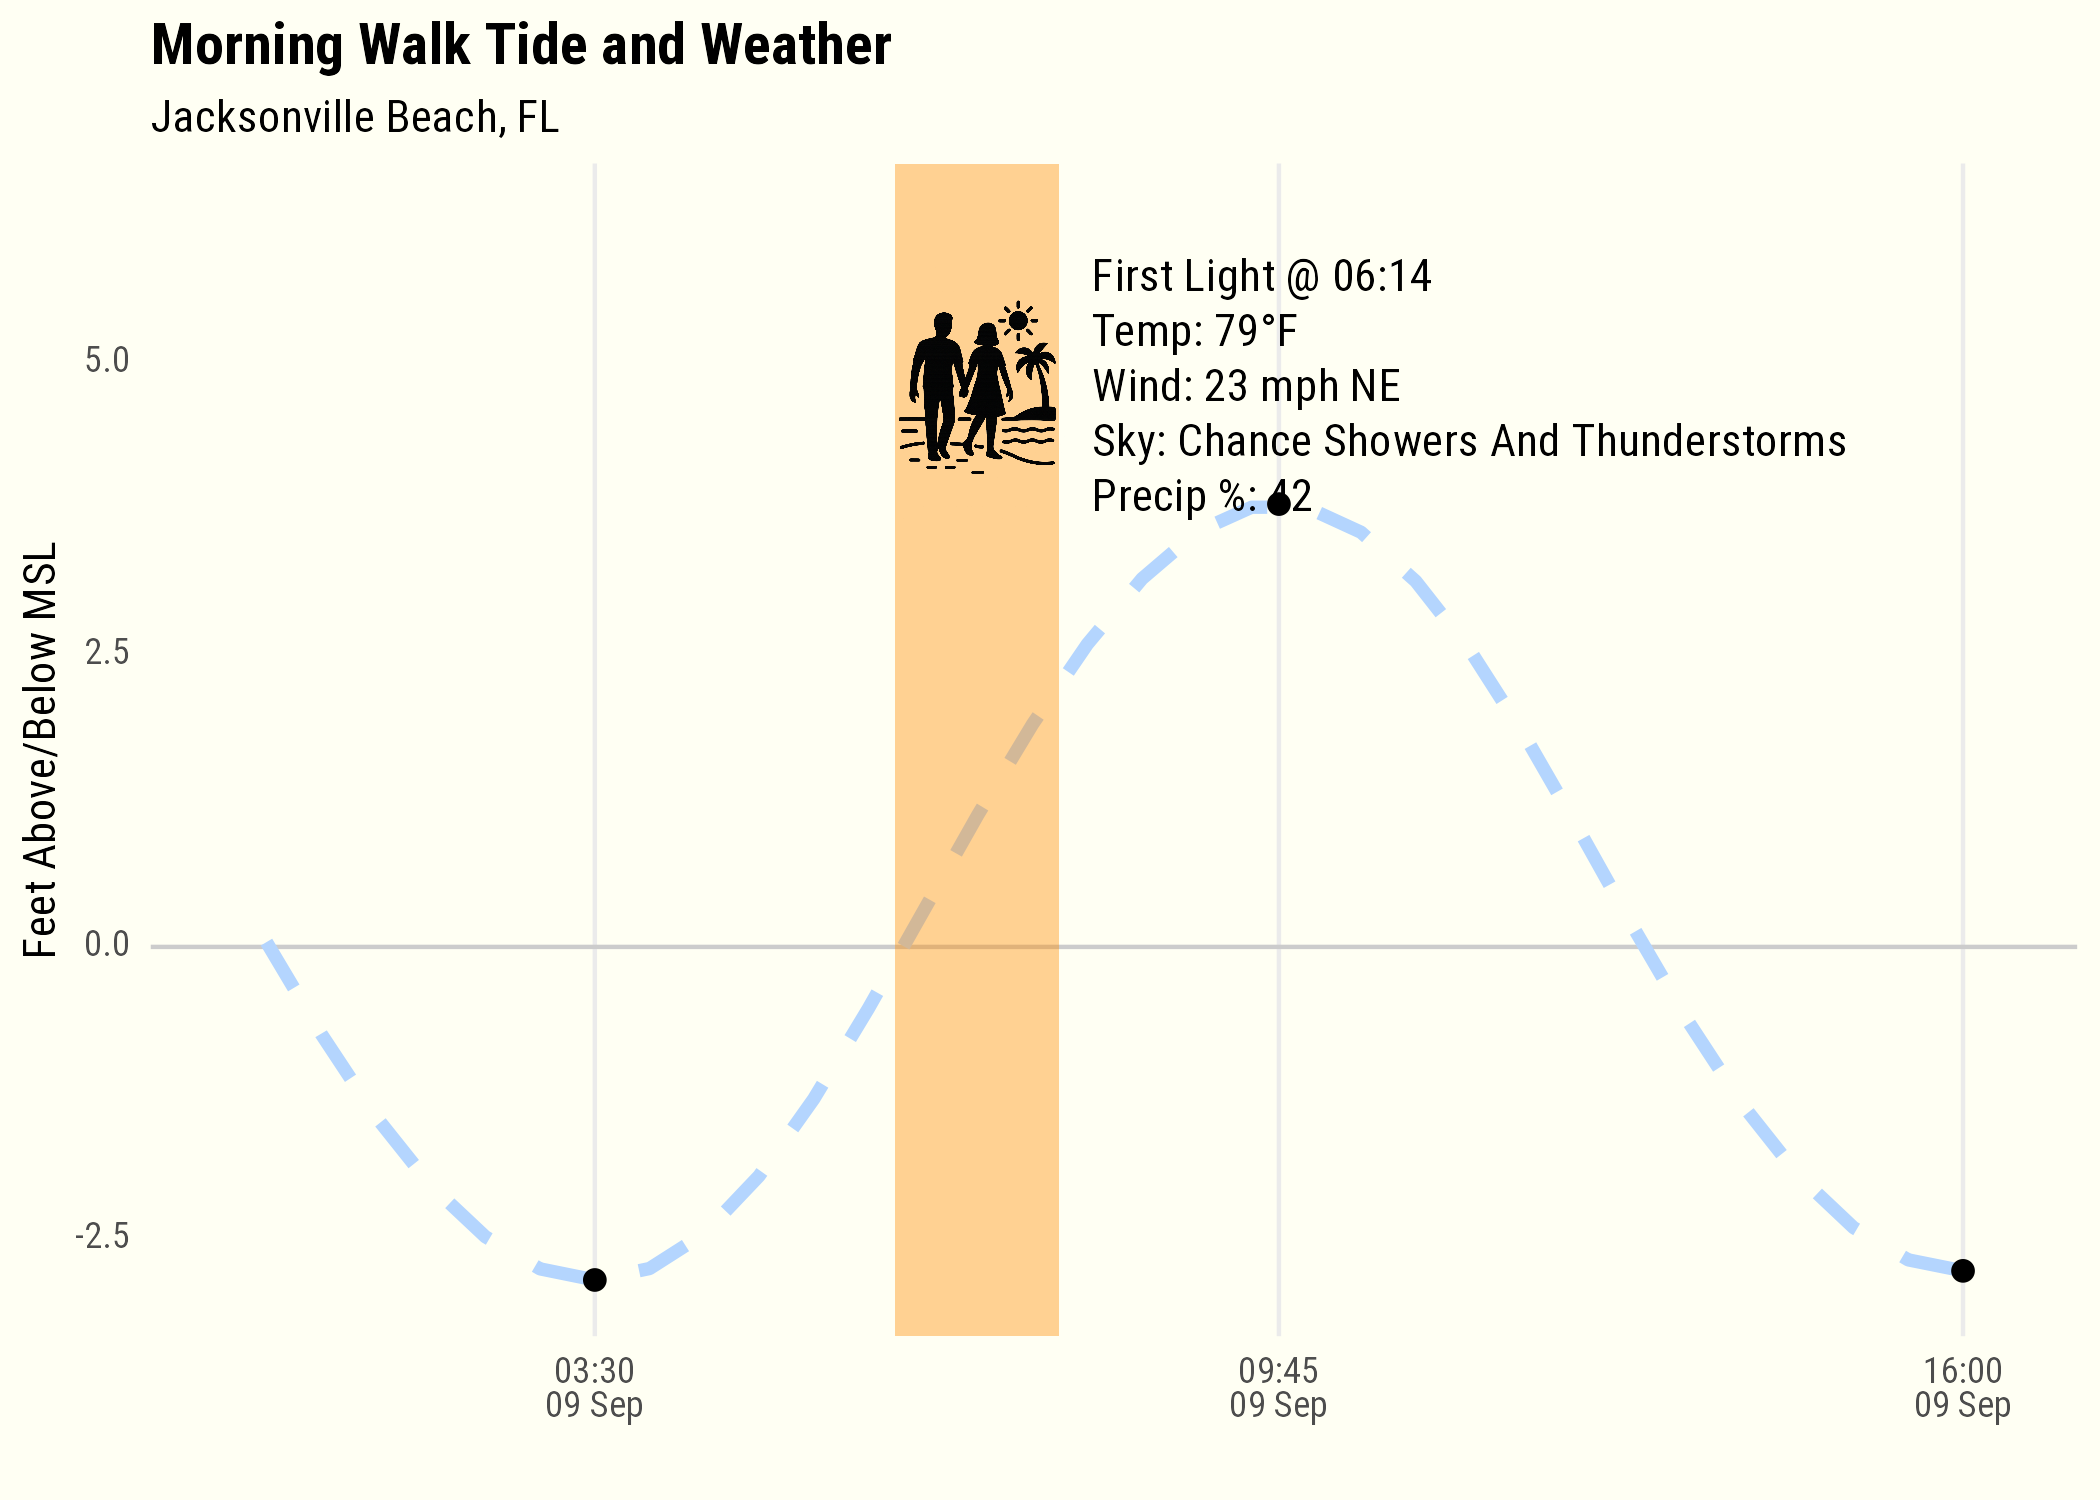 Morning Walk Tide and Weather
Jacksonville Beach, FL
First Light @ 06:14
Temp: 79°F
Wind: 23 mph NE
Sky: Chance Showers And Thunderstorms
Precip %: 42
Feet Above/Below MSL
5.0
2.5
0.0
-2.5
03:30
09 Sep
09:45
09 Sep
16:00
09 Sep